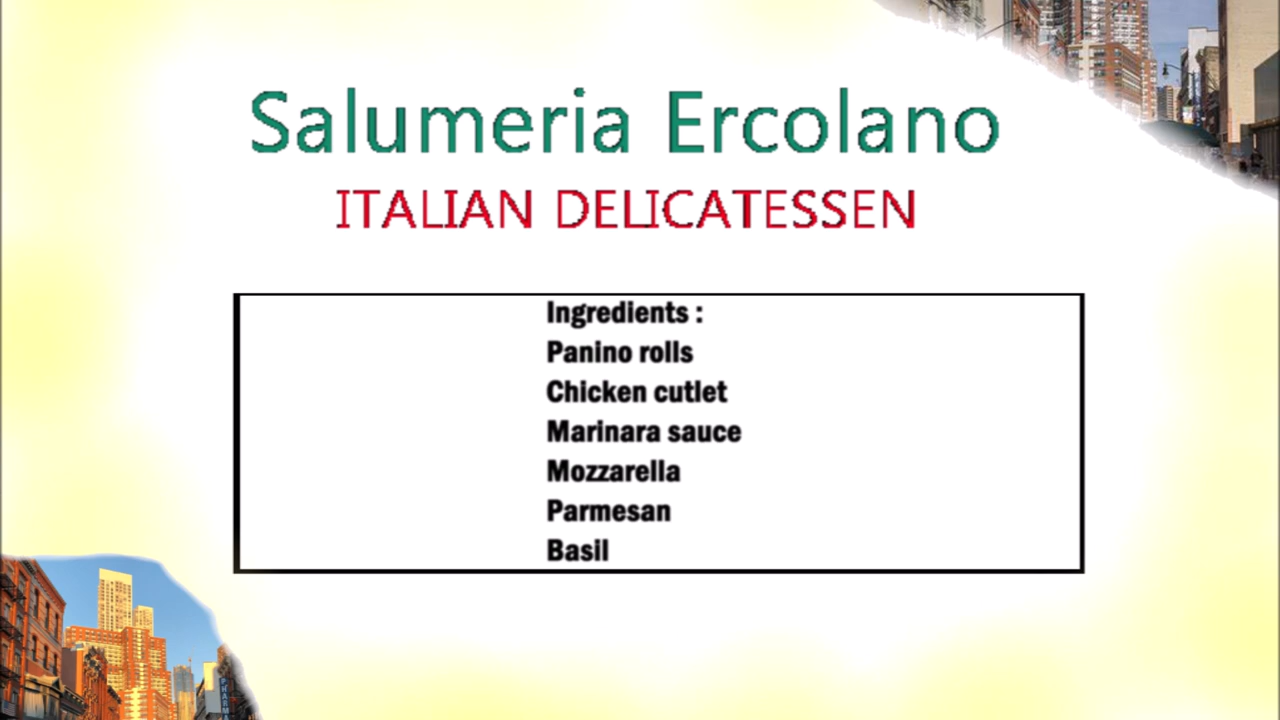 Salumeria Ercolano
ITALIAN DELICATESSEN
Ingredients :
Panino rolls
Chicken cutlet
Marinara sauce
Mozzarella
Parmesan
Basil